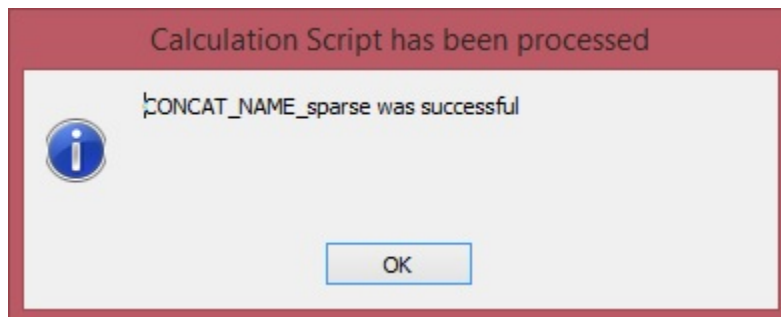 Calculation Script has been processed
CONCAT_NAME_sparse was successful
OK